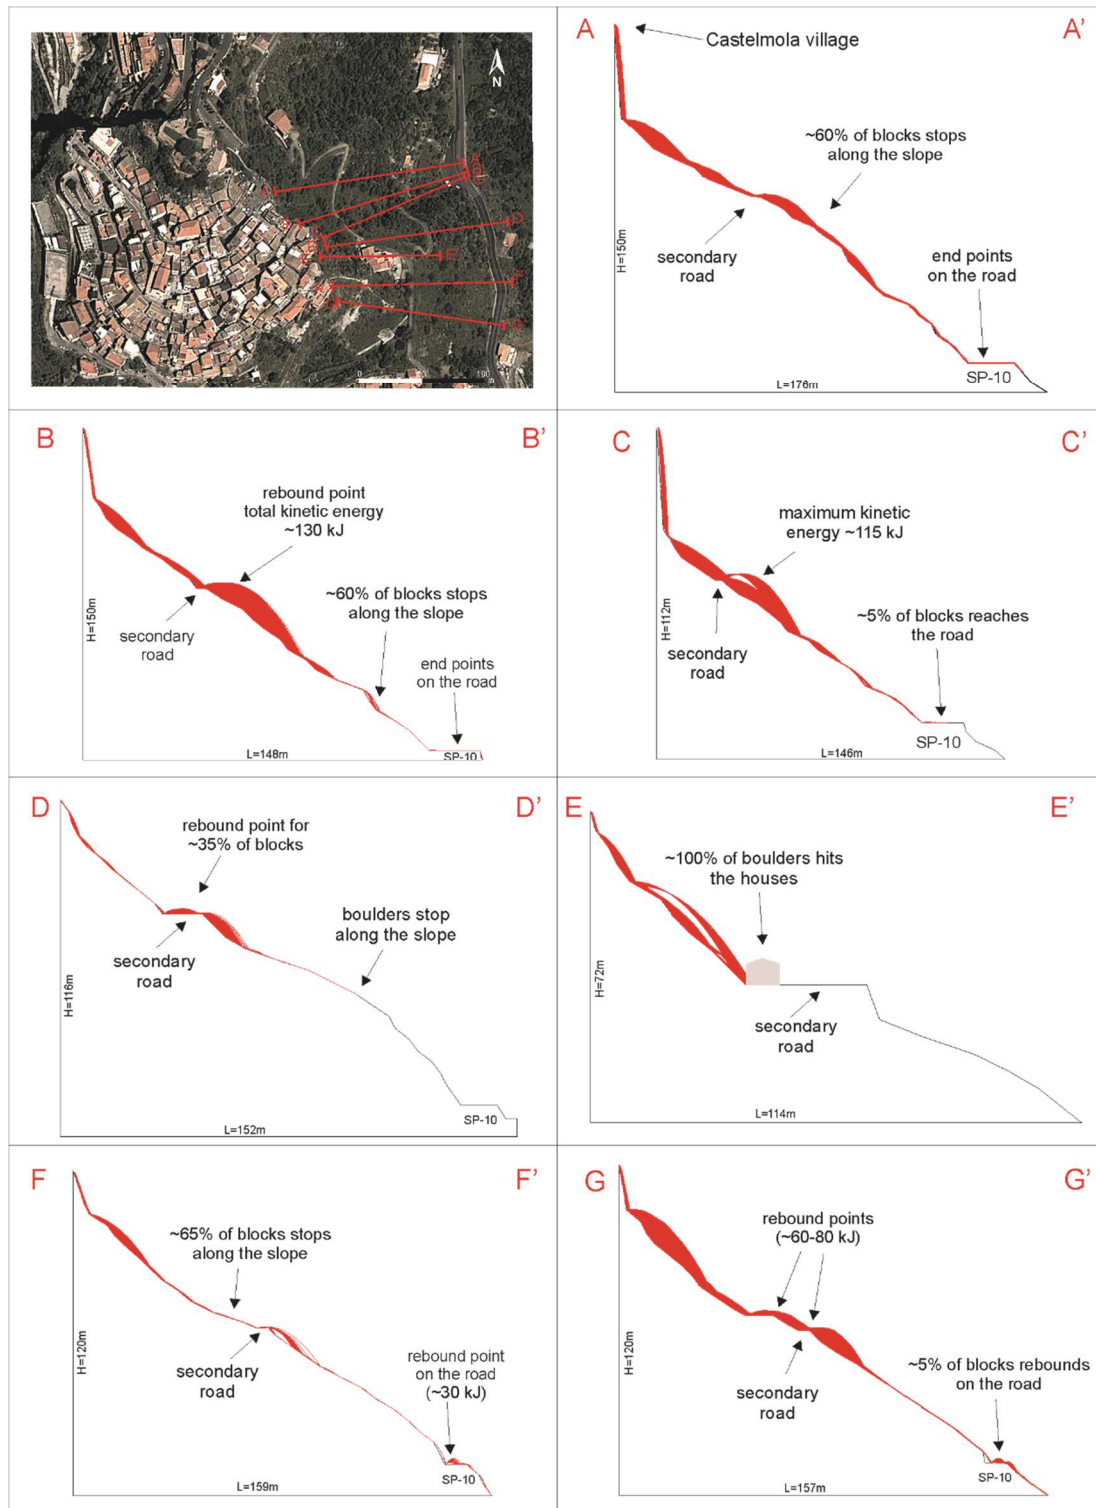 N
A
A'
B
C
D
E
E
F
G
0
100
m
A
A'
Castelmola village
~60% of blocks stops
along the slope
secondary
road
end points
on the road
SP-10
H=150m
L=176m
B
B'
rebound point
total kinetic energy
~130 kJ
~60% of blocks stops
along the slope
secondary
road
end points
on the road
SP-10
H=150m
L=148m
C
C'
maximum kinetic
energy ~115 kJ
~5% of blocks reaches
the road
secondary
road
SP-10
H=112m
L=146m
D
D'
rebound point for
~35% of blocks
boulders stop
along the slope
secondary
road
SP-10
H=116m
L=152m
E
E'
~100% of boulders hits
the houses
secondary
road
H=72m
L=114m
F
F'
~65% of blocks stops
along the slope
secondary
road
rebound point
on the road
(~30 kJ)
SP-10
H=120m
L=159m
G
G'
rebound points
(~60-80 kJ)
secondary
road
~5% of blocks rebounds
on the road
SP-10
H=120m
L=157m